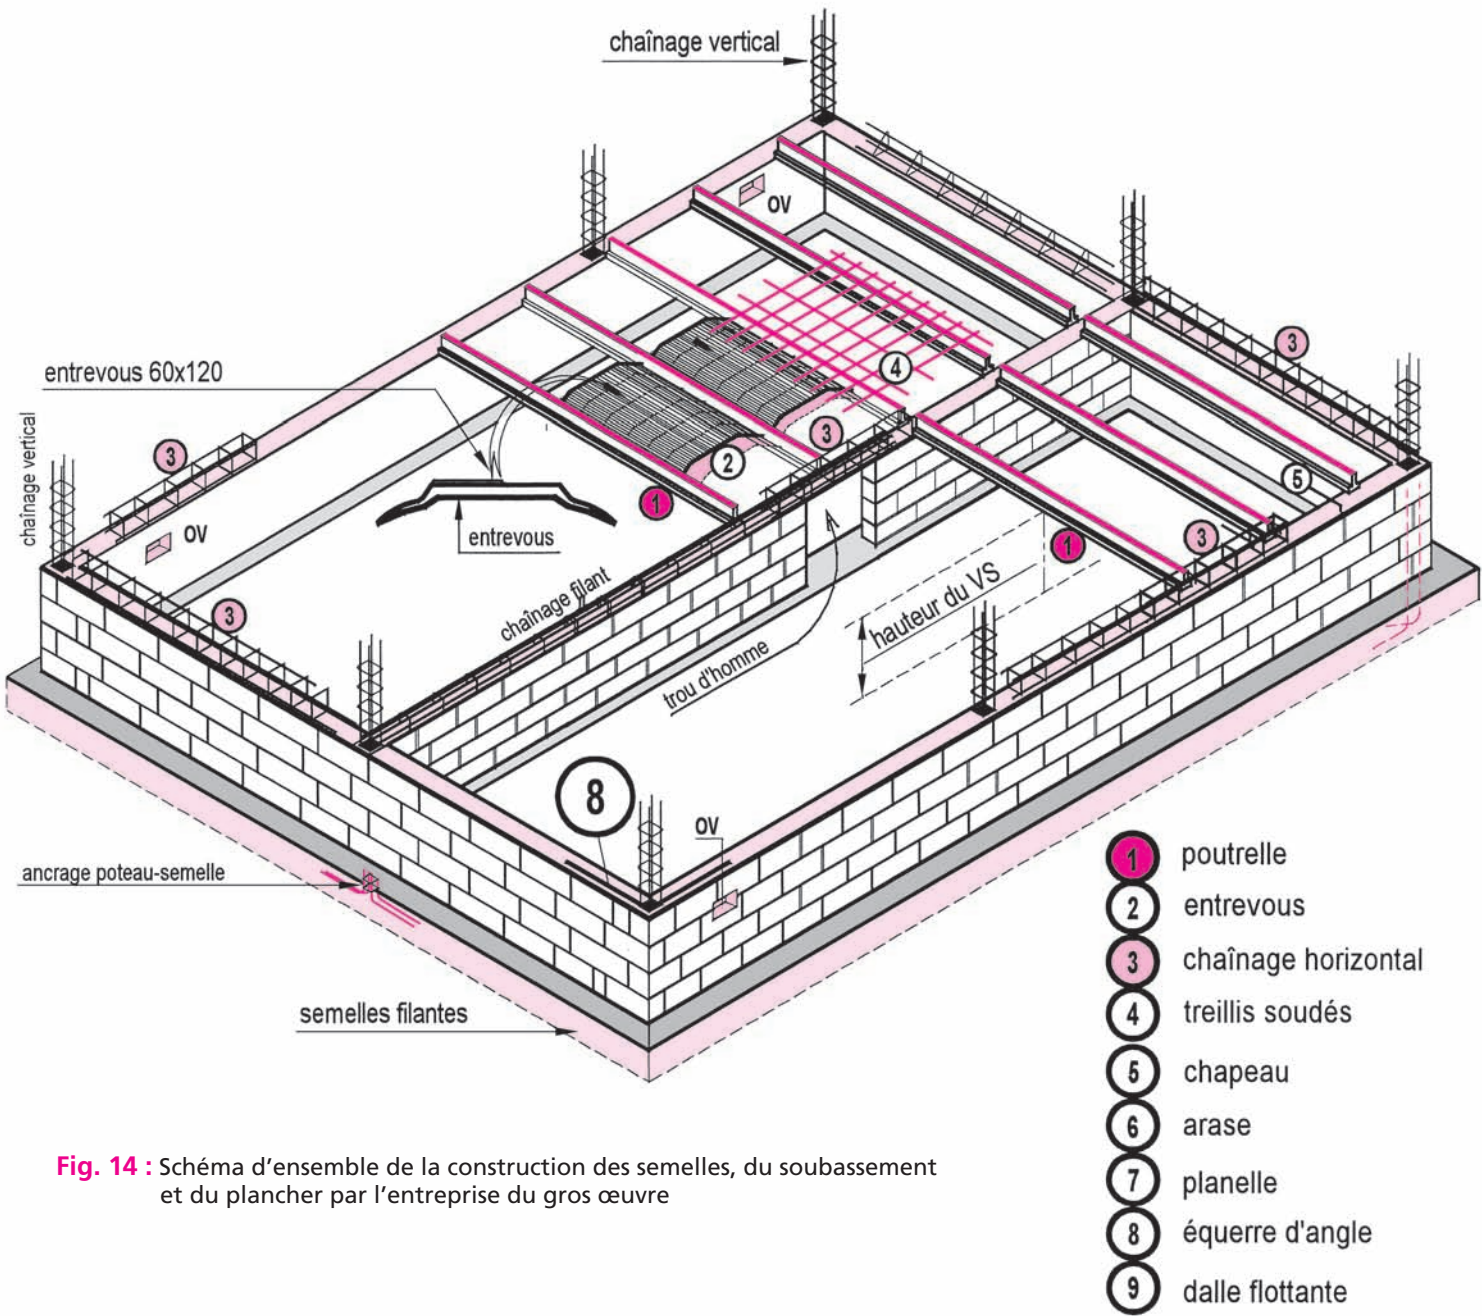 chaînage vertical
OV
entrevous 60x120
3
4
chaînage vertical
3
3
2
5
1
OV
entrevous
1
3
chaînage filant
hauteur du VS
3
trou d'homme
8
OV
ancrage poteau-semelle
semelles filantes
1 poutrelle
2 entrevous
3 chaînage horizontal
4 treillis soudés
5 chapeau
6 arase
7 planelle
8 équerre d'angle
9 dalle flottante
Fig. 14 : Schéma d'ensemble de la construction des semelles, du soubassement
et du plancher par l'entreprise du gros œuvre